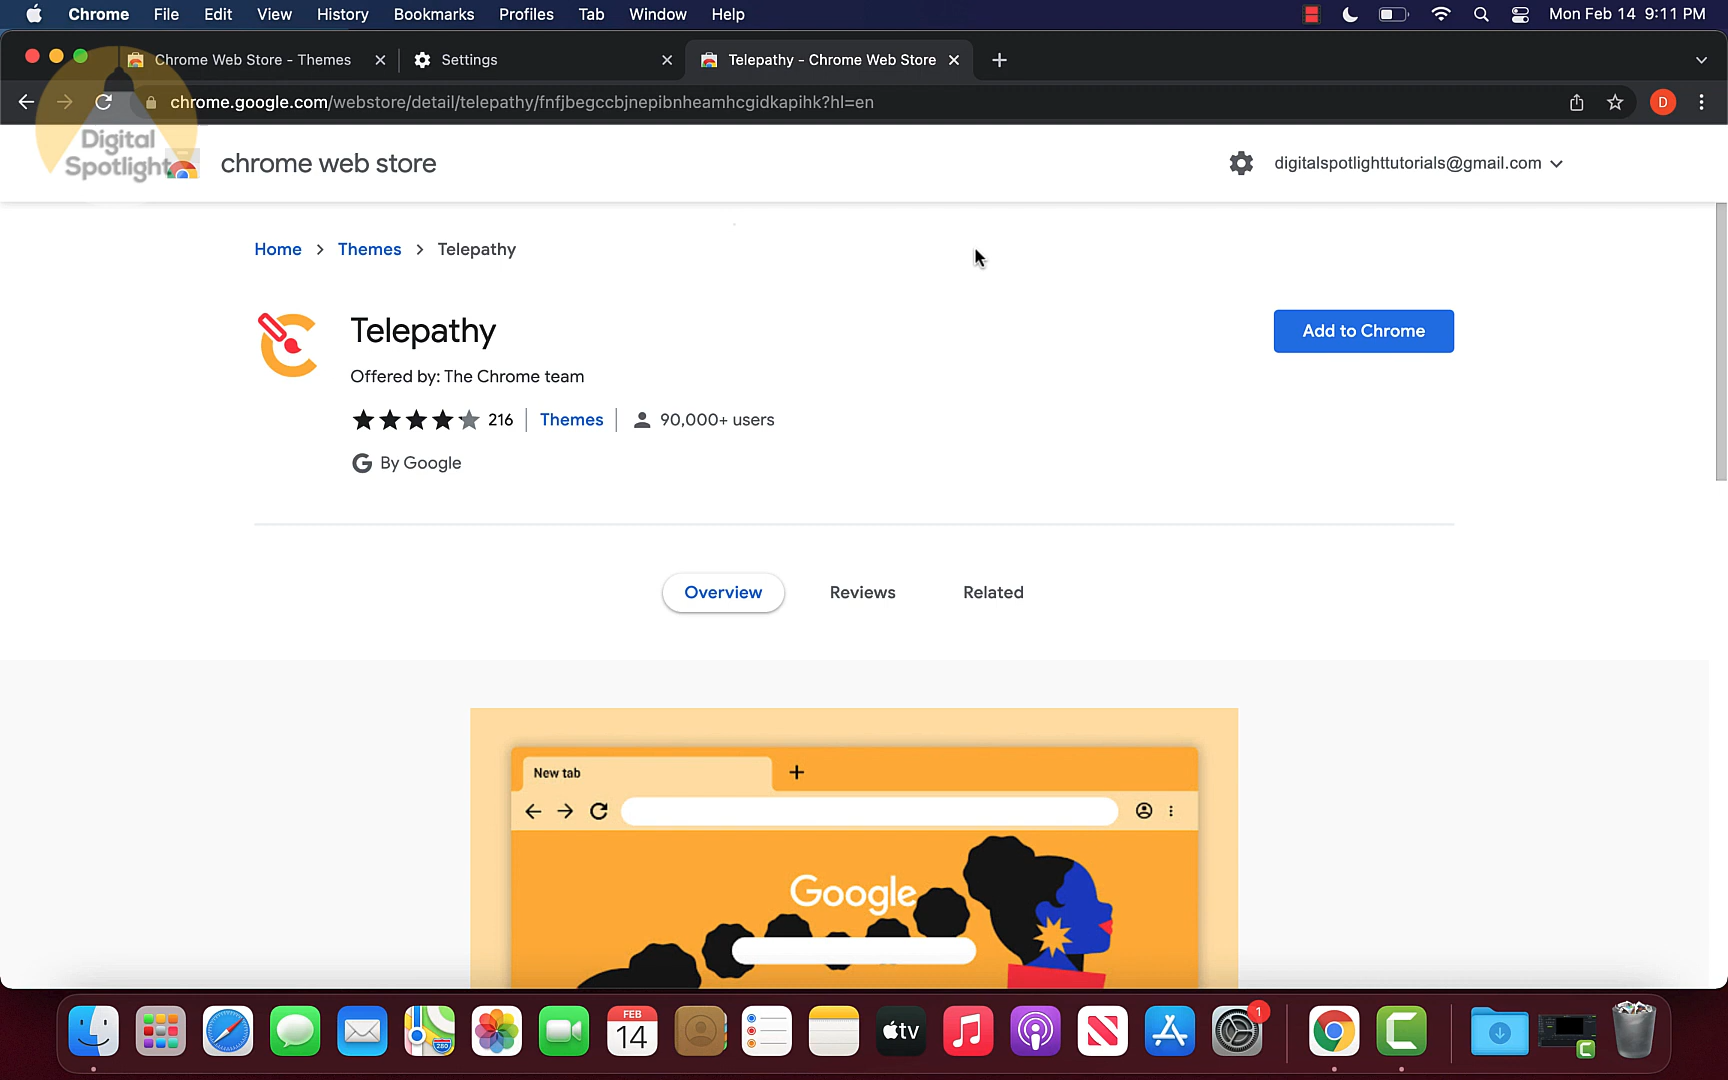 Chrome File Edit View History Bookmarks Profiles Tab Window Help Mon Feb 14 9:11 PM
Chrome Web Store - Themes Settings Telepathy - Chrome Web Store
chrome.google.com/webstore/detail/telepathy/fnfjbegccbjnepibnheamhcgidkapihk?hl=en D
Digital
Spotlight
chrome web store digitalspotlighttutorials@gmail.com
Home > Themes > Telepathy
Telepathy
Add to Chrome
Offered by: The Chrome team
216 Themes 90,000+ users
G By Google
Overview Reviews Related
New tab
Google
280
FEB
14
tv
1